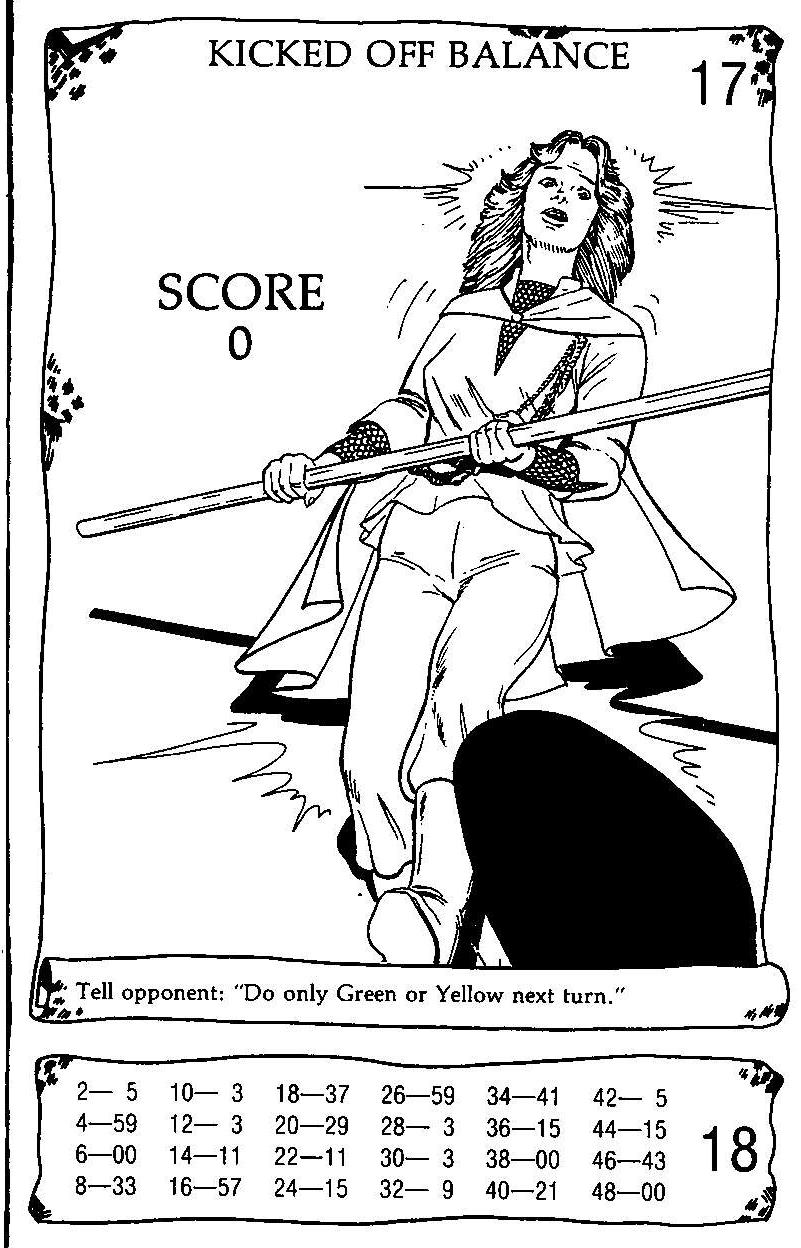 KICKED OFF BALANCE
17
SCORE
0
Tell opponent: "Do only Green or Yellow next turn."
2— 5 10— 3 18—37 26—59 34—41 42— 5
4—59 12— 3 20—29 28— 3 36—15 44—15
6—00 14—11 22—11 30— 3 38—00 46—43
8—33 16—57 24—15 32— 9 40—21 48—00
18